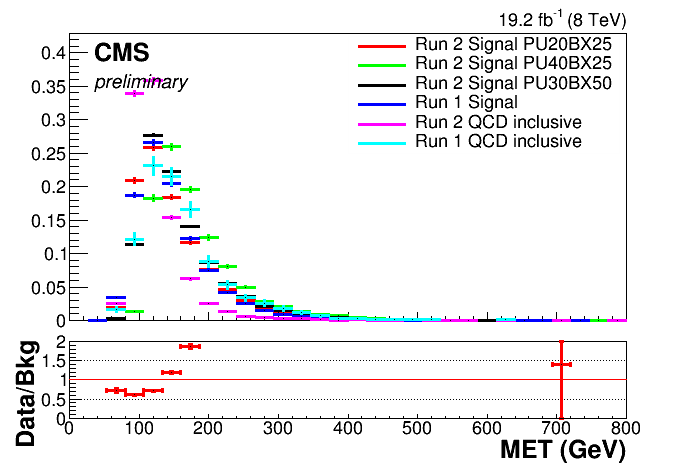 19.2 fb⁻¹ (8 TeV)
CMS
preliminary
Run 2 Signal PU20BX25
Run 2 Signal PU40BX25
Run 2 Signal PU30BX50
Run 1 Signal
Run 2 QCD inclusive
Run 1 QCD inclusive
0.4
0.35
0.3
0.25
0.2
0.15
0.1
0.05
0
Data/Bkg
2
1.5
1
0.5
0
0 100 200 300 400 500 600 700 800
MET (GeV)